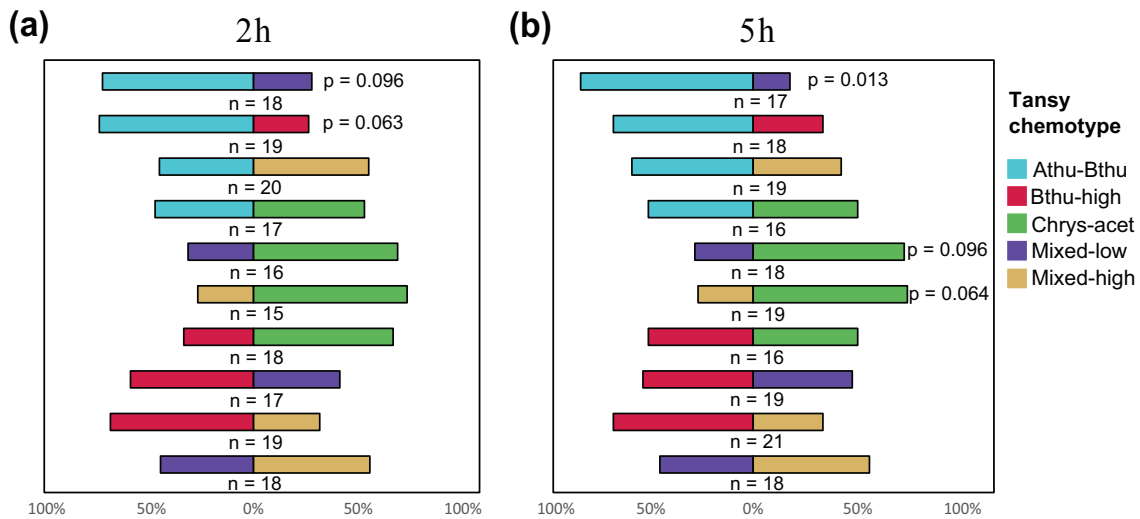 (a)
2h
p = 0.096
n = 18
p = 0.063
n = 19
n = 20
n = 17
n = 16
n = 15
n = 18
n = 17
n = 19
n = 18
100% 50% 0% 50% 100%
(b)
5h
p = 0.013
n = 17
n = 18
n = 19
n = 16
p = 0.096
n = 18
p = 0.064
n = 19
n = 16
n = 19
n = 21
n = 18
100% 50% 0% 50% 100%
Tansy
chemotype
Athu-Bthu
Bthu-high
Chrys-acet
Mixed-low
Mixed-high